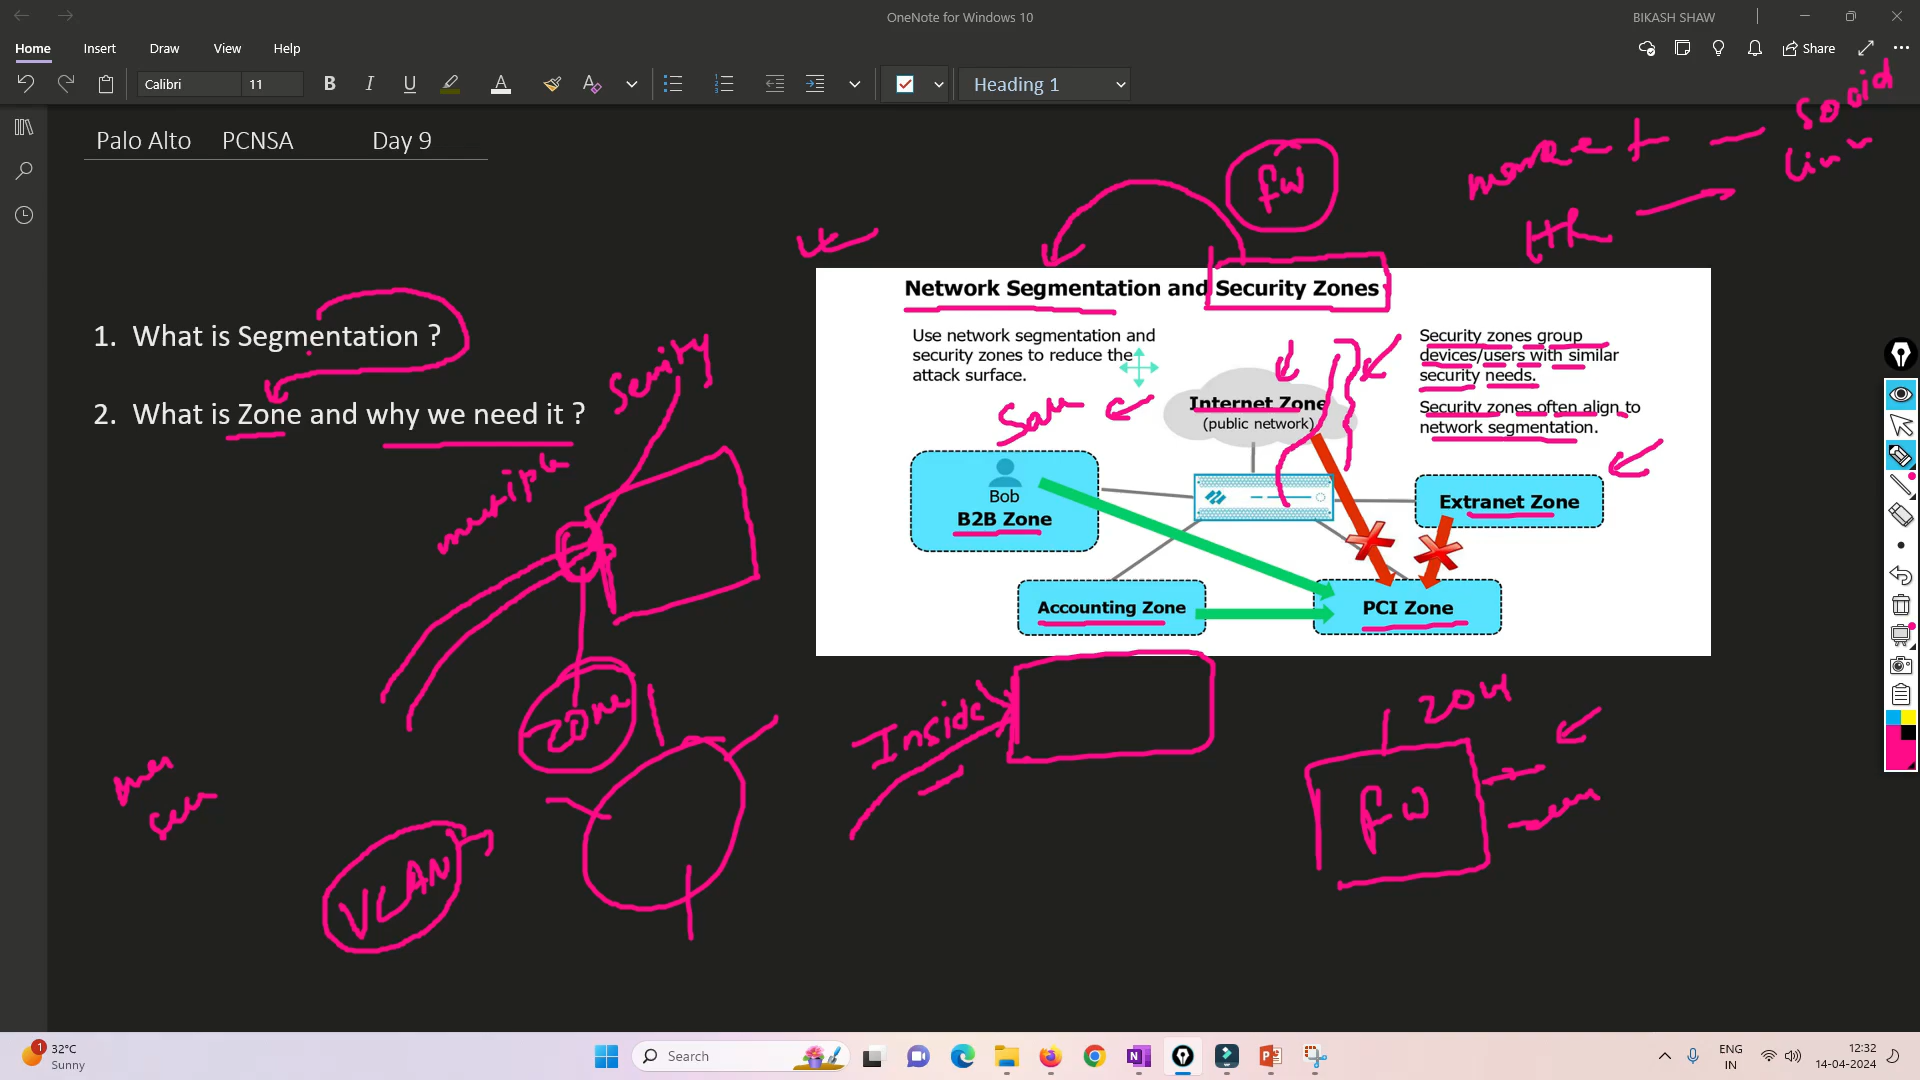 OneNote for Windows 10
BIKASH SHAW
Home Insert Draw View Help
Share
Calibri 11 B I U A A Heading 1
Palo Alto PCNSA Day 9
market
HR
FW
1. What is Segmentation ?
2. What is Zone and why we need it ?
Security
multiple
Zone
VLAN
Network Segmentation and Security Zones
Use network segmentation and
security zones to reduce the
attack surface.
Internet Zone
(public network)
Security zones group
devices/users with similar
security needs.
Security zones often align to
network segmentation.
Bob
B2B Zone
Extranet Zone
Accounting Zone
PCI Zone
Inside
FW
32°C
Sunny
Search
ENG
IN
12:32
14-04-2024